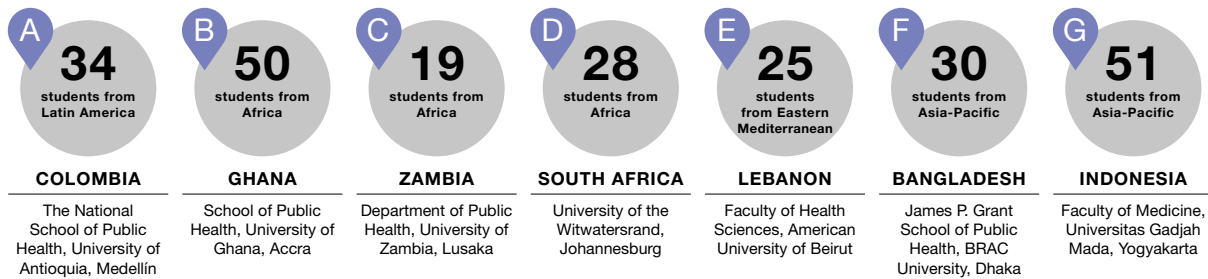 A
34
students from
Latin America
COLOMBIA
The National
School of Public
Health, University of
Antioquia, Medellín
B
50
students from
Africa
GHANA
School of Public
Health, University of
Ghana, Accra
C
19
students from
Africa
ZAMBIA
Department of Public
Health, University of
Zambia, Lusaka
D
28
students from
Africa
SOUTH AFRICA
University of the
Witwatersrand,
Johannesburg
E
25
students
from Eastern
Mediterranean
LEBANON
Faculty of Health
Sciences, American
University of Beirut
F
30
students from
Asia-Pacific
BANGLADESH
James P. Grant
School of Public
Health, BRAC
University, Dhaka
G
51
students from
Asia-Pacific
INDONESIA
Faculty of Medicine,
Universitas Gadjah
Mada, Yogyakarta